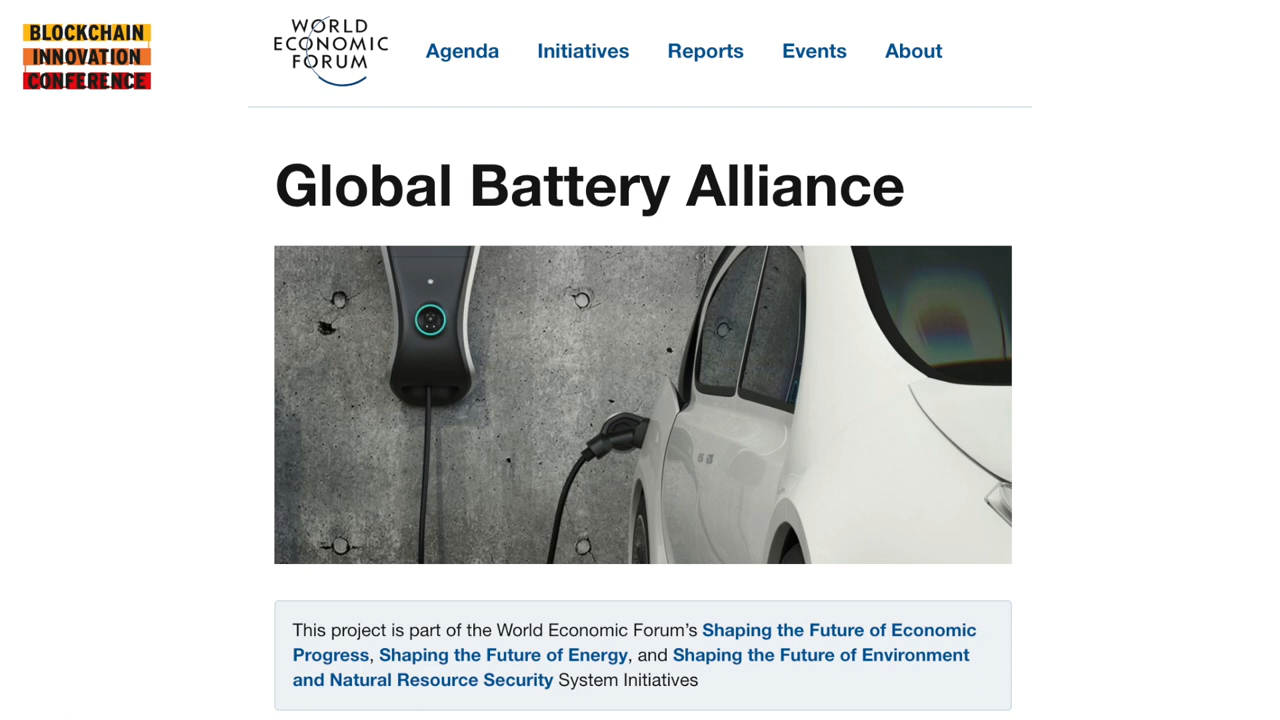 BLOCKCHAIN
INNOVATION
CONFERENCE
WORLD
ECONOMIC
FORUM
Agenda Initiatives Reports Events About
Global Battery Alliance
This project is part of the World Economic Forum’s Shaping the Future of Economic
Progress, Shaping the Future of Energy, and Shaping the Future of Environment
and Natural Resource Security System Initiatives